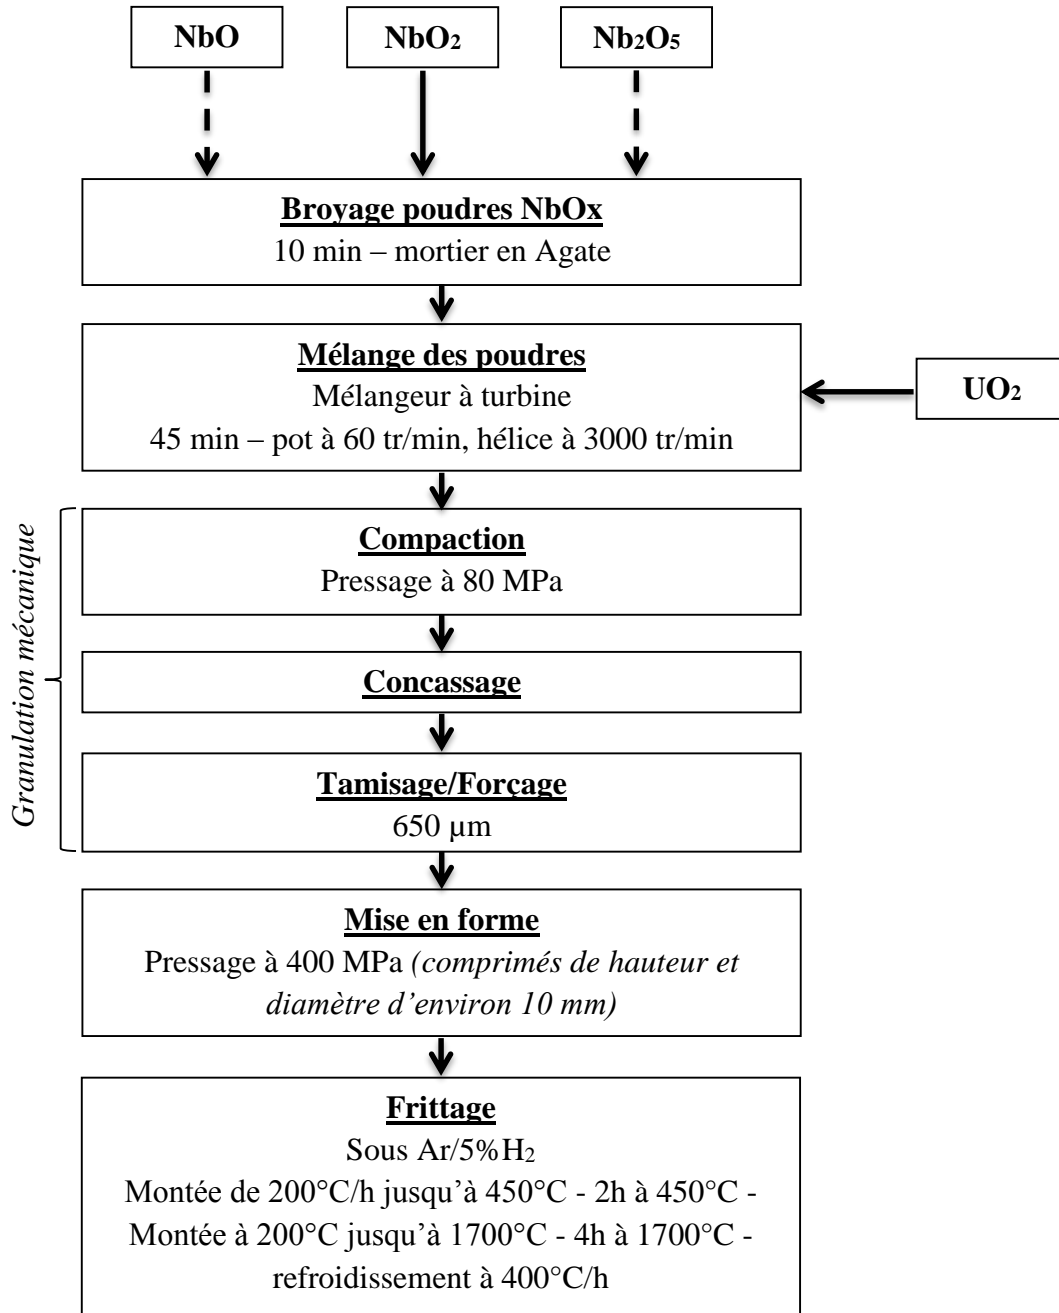 NbO
NbO₂
Nb₂O₅
Broyage poudres NbOx
10 min – mortier en Agate
Mélange des poudres
Mélangeur à turbine
45 min – pot à 60 tr/min, hélice à 3000 tr/min
UO₂
Granulation mécanique
Compaction
Pressage à 80 MPa
Concassage
Tamisage/Forçage
650 µm
Mise en forme
Pressage à 400 MPa (comprimés de hauteur et
diamètre d’environ 10 mm)
Frittage
Sous Ar/5%H₂
Montée de 200°C/h jusqu’à 450°C - 2h à 450°C -
Montée à 200°C jusqu’à 1700°C - 4h à 1700°C -
refroidissement à 400°C/h